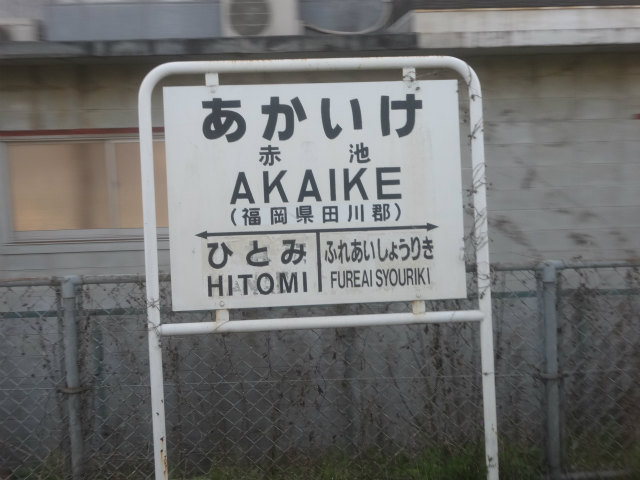 あかいけ
赤池
AKAIKE
(福岡県田川郡)
ひとみ ふれあいしょうりき
HITOMI FUREAI SYOURIKI